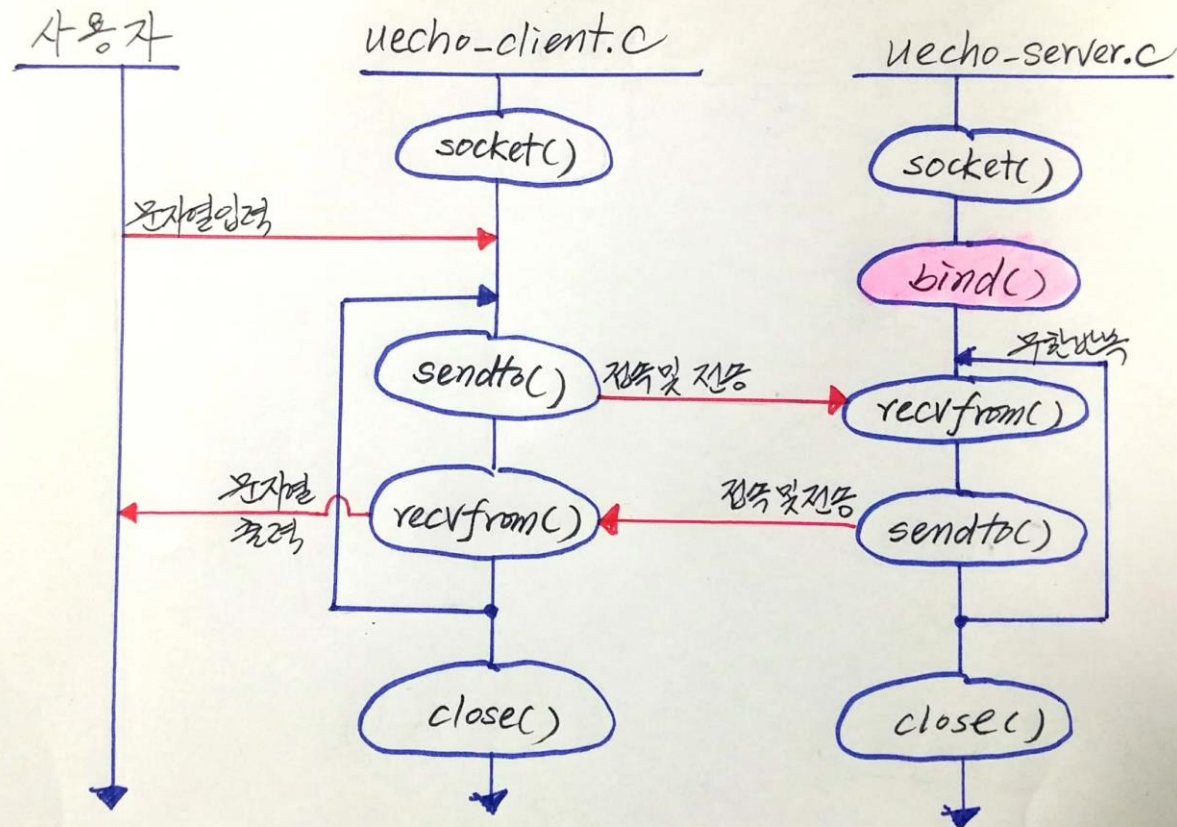 사용자
uecho_client.c
uecho_server.c
socket()
socket()
문자열입력
bind()
무한반복
sendto()
접속및 전송
recvfrom()
문자열
출력
recvfrom()
접속및전송
sendto()
close()
close()